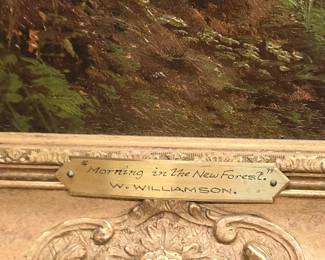 "Morning in the New Forest."
W. WILLIAMSON.